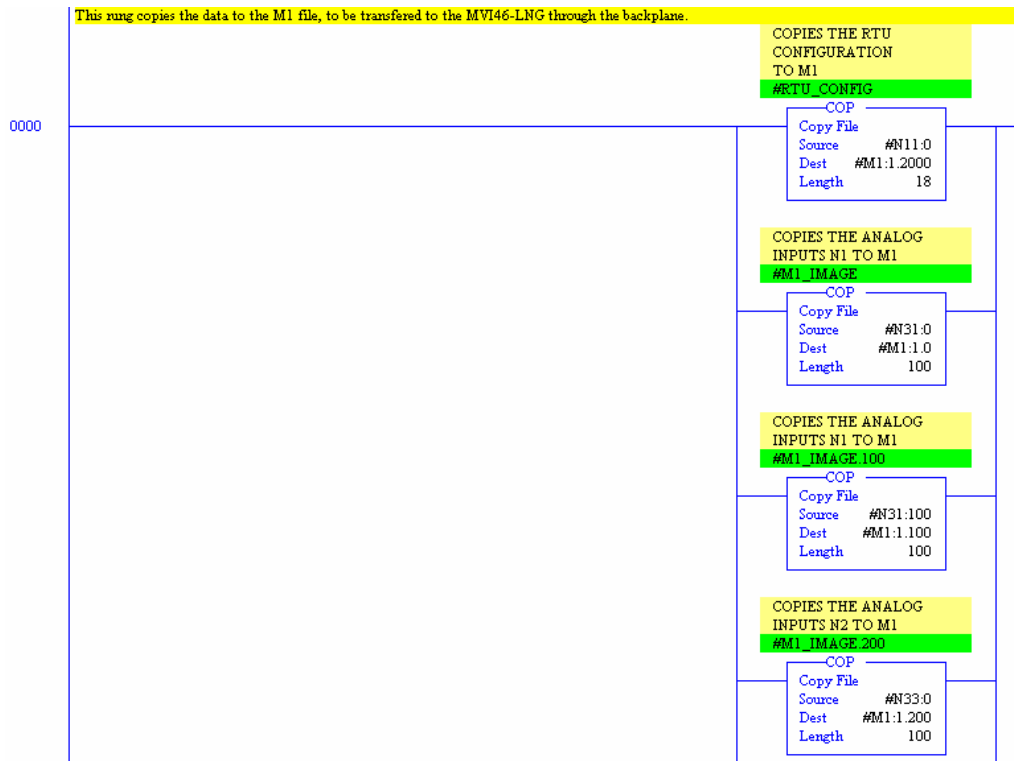 This rung copies the data to the M1 file, to be transfered to the MVI46-LNG through the backplane.
COPIES THE RTU
CONFIGURATION
TO M1
#RTU_CONFIG
0000
COP
Copy File
Source #N11:0
Dest #M1:1.2000
Length 18
COPIES THE ANALOG
INPUTS N1 TO M1
#M1_IMAGE
COP
Copy File
Source #N31:0
Dest #M1:1.0
Length 100
COPIES THE ANALOG
INPUTS N1 TO M1
#M1_IMAGE.100
COP
Copy File
Source #N31:100
Dest #M1:1.100
Length 100
COPIES THE ANALOG
INPUTS N2 TO M1
#M1_IMAGE.200
COP
Copy File
Source #N33:0
Dest #M1:1.200
Length 100